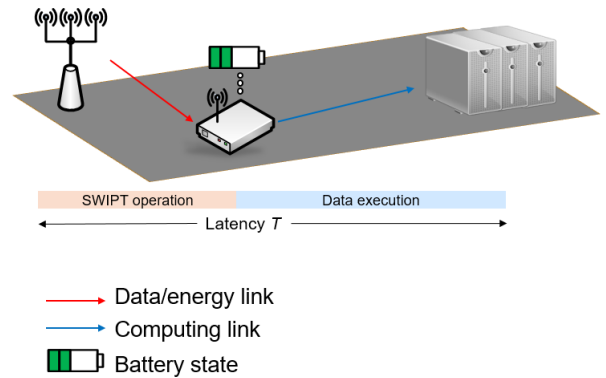 SWIPT operation
Data execution
Latency T
Data/energy link
Computing link
Battery state